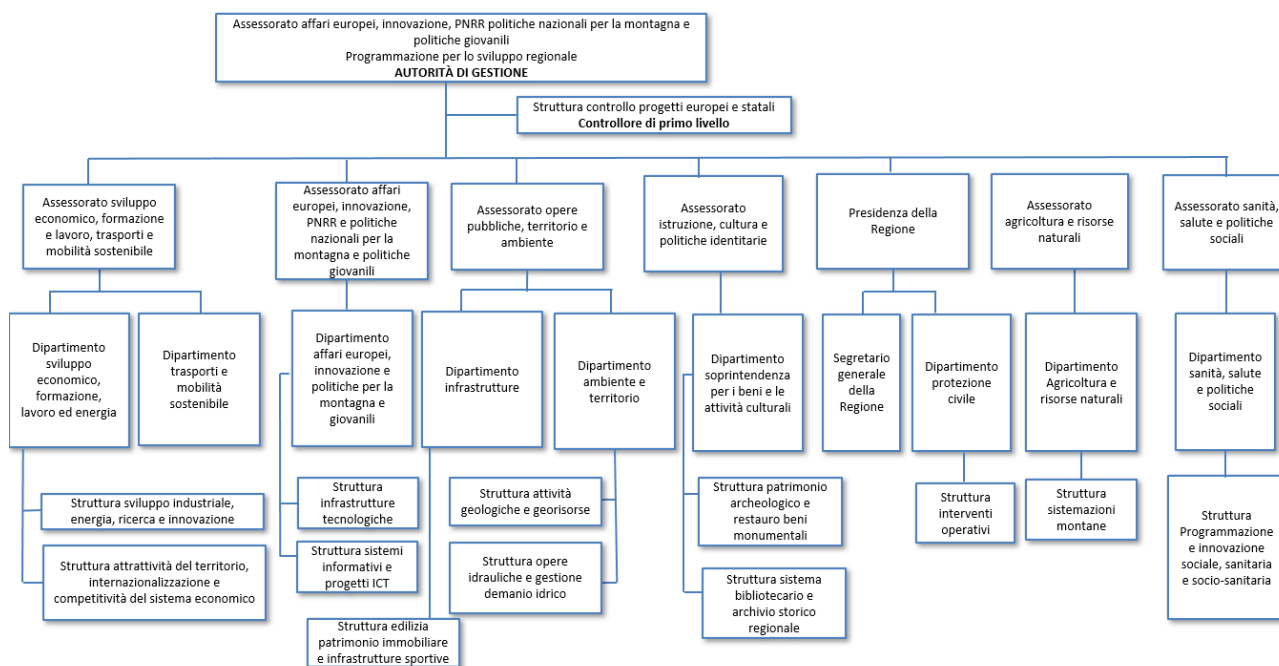 Assessorato affari europei, innovazione, PNRR politiche nazionali per la montagna e
politiche giovanili
Programmazione per lo sviluppo regionale
AUTORITÀ DI GESTIONE
Struttura controllo progetti europei e statali
Controllore di primo livello
Assessorato sviluppo
economico, formazione
e lavoro, trasporti e
mobilità sostenibile
Assessorato affari
europei, innovazione,
PNRR e politiche
nazionali per la
montagna e politiche
giovanili
Assessorato opere
pubbliche, territorio e
ambiente
Assessorato
istruzione, cultura e
politiche identitarie
Presidenza della
Regione
Assessorato
agricoltura e risorse
naturali
Assessorato sanità,
salute e politiche
sociali
Dipartimento
sviluppo
economico,
formazione,
lavoro ed energia
Dipartimento
trasporti e
mobilità
sostenibile
Dipartimento
affari europei,
innovazione e
politiche per la
montagna e
giovanili
Dipartimento
infrastrutture
Dipartimento
ambiente e
territorio
Dipartimento
soprintendenza
per i beni e le
attività culturali
Segretario
generale
della
Regione
Dipartimento
protezione
civile
Dipartimento
Agricoltura e
risorse naturali
Dipartimento
sanità, salute
e politiche
sociali
Struttura sviluppo industriale,
energia, ricerca e innovazione
Struttura attrattività del territorio,
internazionalizzazione e
competitività del sistema economico
Struttura
infrastrutture
tecnologiche
Struttura sistemi
informativi e
progetti ICT
Struttura edilizia
patrimonio immobiliare
e infrastrutture sportive
Struttura attività
geologiche e georisorse
Struttura opere
idrauliche e gestione
demanio idrico
Struttura patrimonio
archeologico e
restauro beni
monumentali
Struttura sistema
bibliotecario e
archivio storico
regionale
Struttura
interventi
operativi
Struttura
sistemazioni
montane
Struttura
Programmazione
e innovazione
sociale, sanitaria
e socio-sanitaria